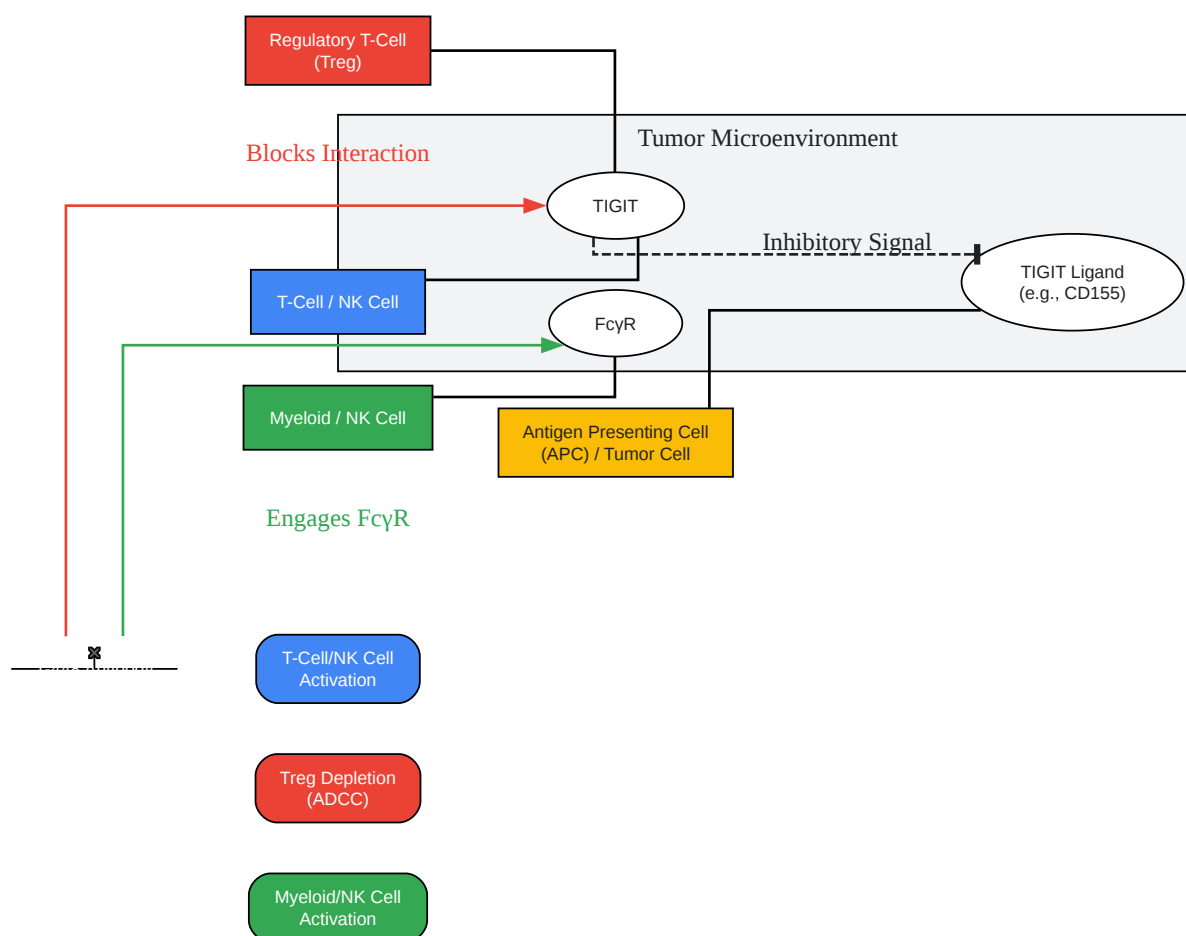 Regulatory T-Cell
(Treg)
Tumor Microenvironment
Blocks Interaction
TIGIT
Inhibitory Signal
TIGIT Ligand
(e.g., CD155)
T-Cell / NK Cell
FcγR
Myeloid / NK Cell
Antigen Presenting Cell
(APC) / Tumor Cell
Engages FcγR
T-Cell/NK Cell
Activation
Treg Depletion
(ADCC)
Myeloid/NK Cell
Activation